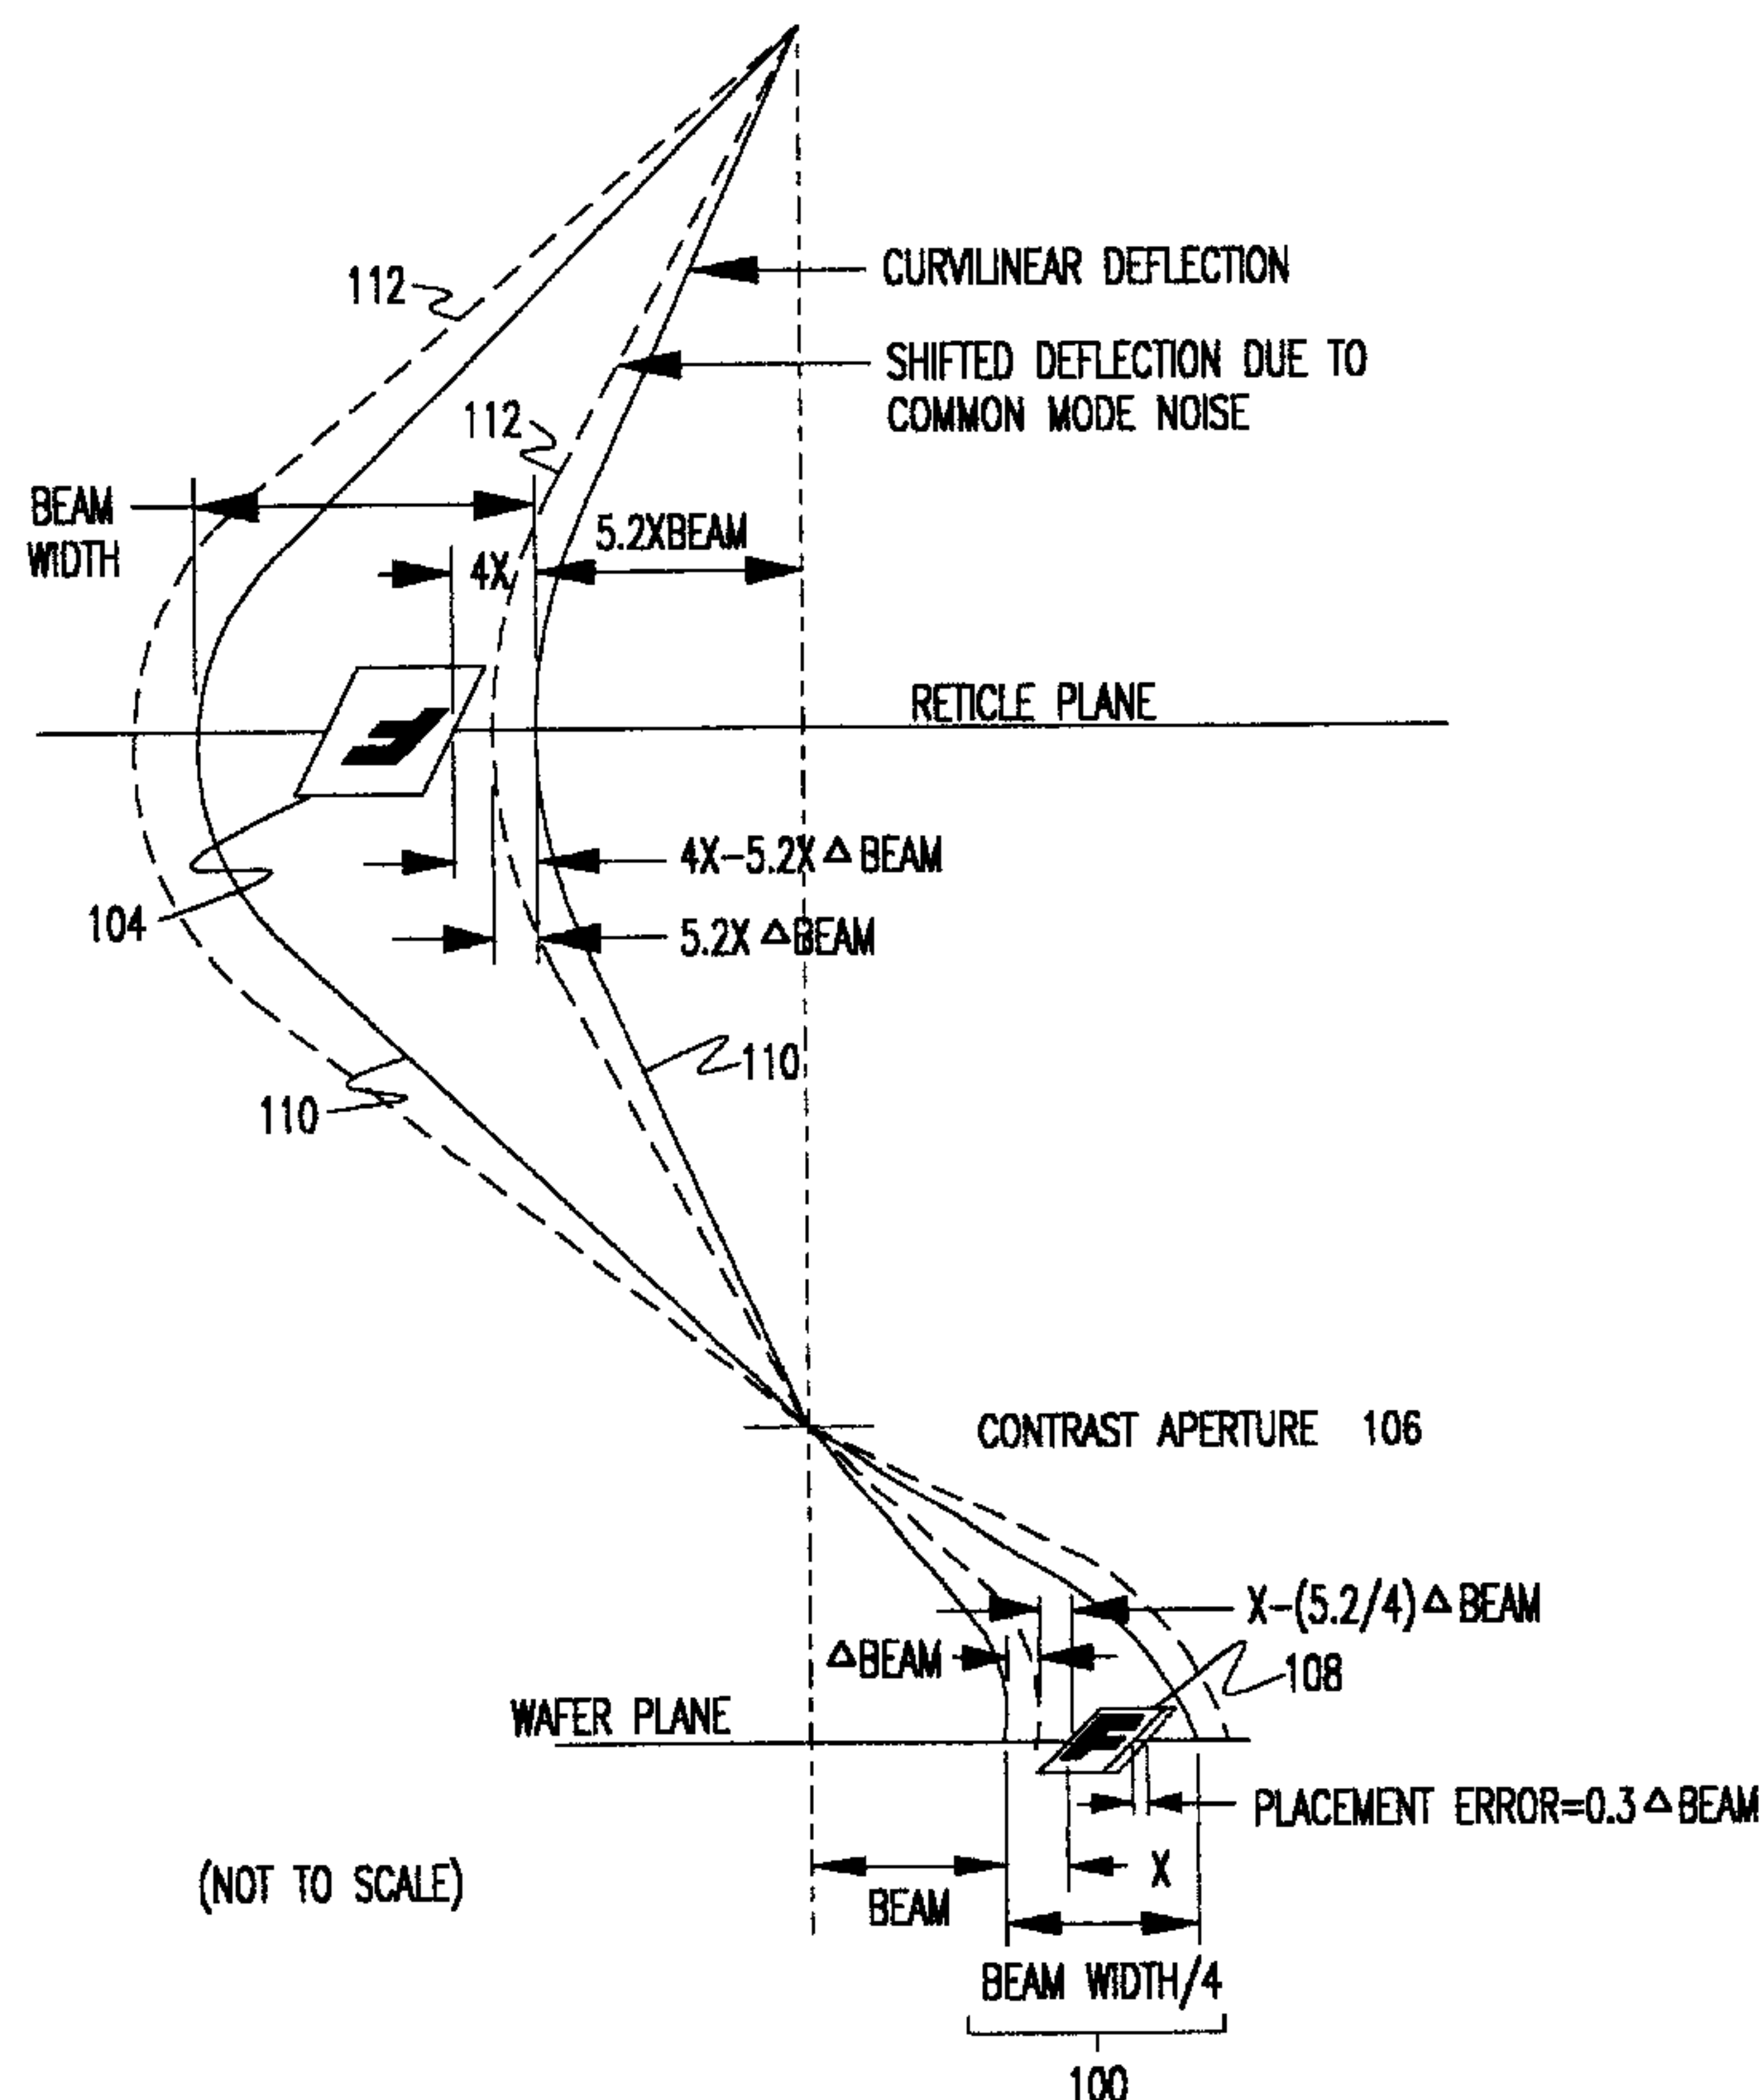 CURVILINEAR DEFLECTION
112
SHIFTED DEFLECTION DUE TO
COMMON MODE NOISE
112
BEAM
WIDTH
5.2XBEAM
4X
RETICLE PLANE
4X-5.2X Δ BEAM
104
5.2X Δ BEAM
110
110
CONTRAST APERTURE 106
X-(5.2/4) Δ BEAM
ΔBEAM
108
WAFER PLANE
PLACEMENT ERROR=0.3 Δ BEAM
(NOT TO SCALE)
X
BEAM
BEAM WIDTH/4
100